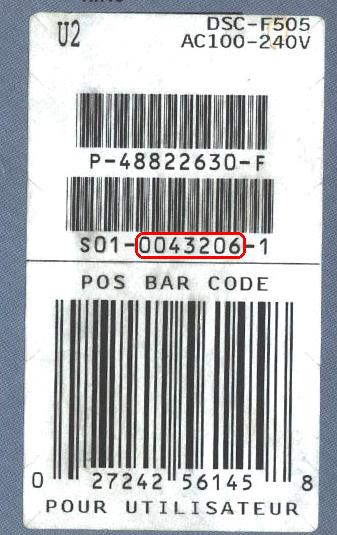 U2
DSC-F505
AC100-240V
P-48822630-F
S01-0043206-1
POS BAR CODE
0 27242 56145 8
POUR UTILISATEUR